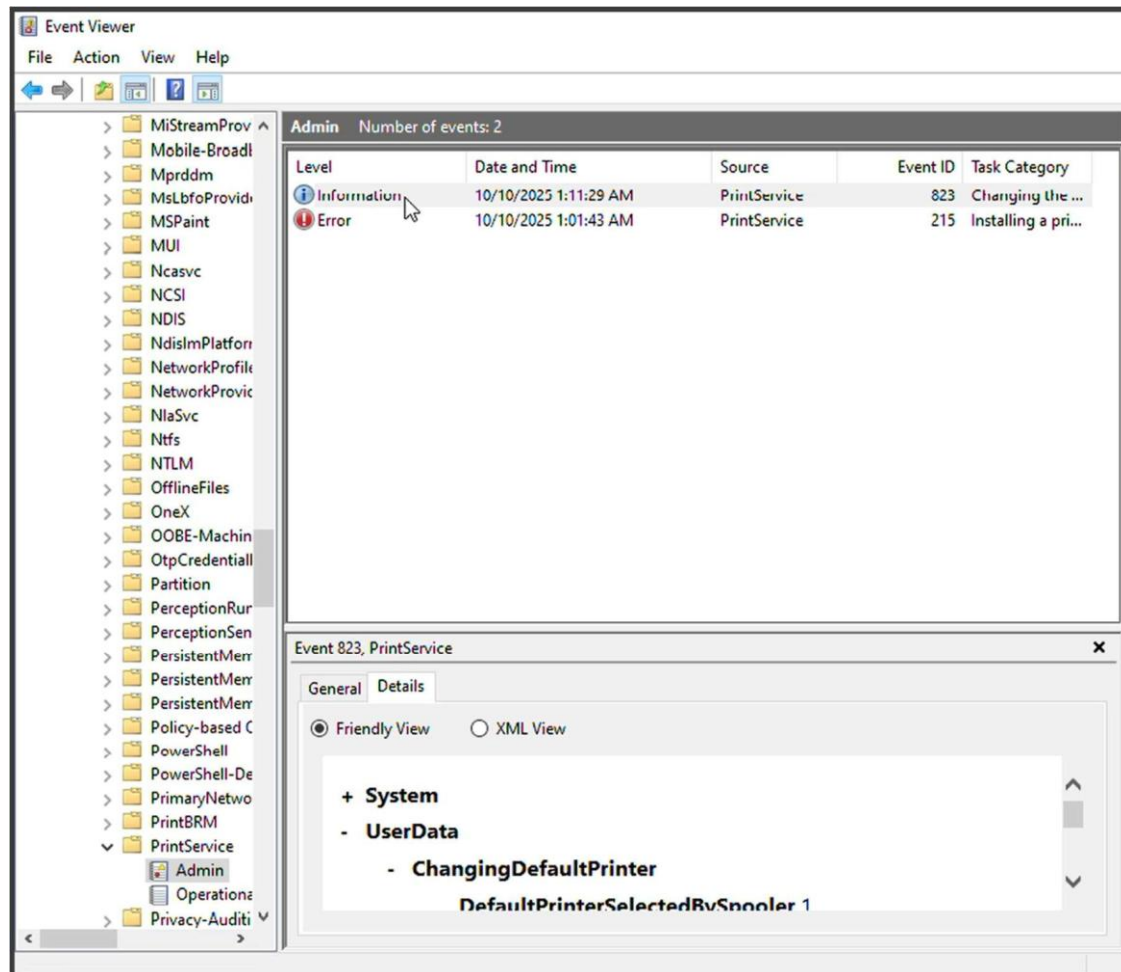 Event Viewer
File Action View Help
MiStreamProv
Mobile-Broadl
Mprddm
MsLbfoProvid
MSPaint
MUI
Ncasvc
NCSI
NDIS
NdisImPlatforr
NetworkProfile
NetworkProvic
NlaSvc
Ntfs
NTLM
OfflineFiles
OneX
OOBE-Machin
OtpCredentiall
Partition
PerceptionRur
PerceptionSen
PersistentMem
PersistentMem
PersistentMem
Policy-based C
PowerShell
PowerShell-De
PrimaryNetwo
PrintBRM
PrintService
Admin
Operationa
Privacy-Auditi
Admin Number of events: 2
Level Date and Time Source Event ID Task Category
Information 10/10/2025 1:11:29 AM PrintService 823 Changing the ...
Error 10/10/2025 1:01:43 AM PrintService 215 Installing a pri...
Event 823, PrintService
General Details
Friendly View XML View
+ System
- UserData
- ChangingDefaultPrinter
DefaultPrinterSelectedBySpooler 1